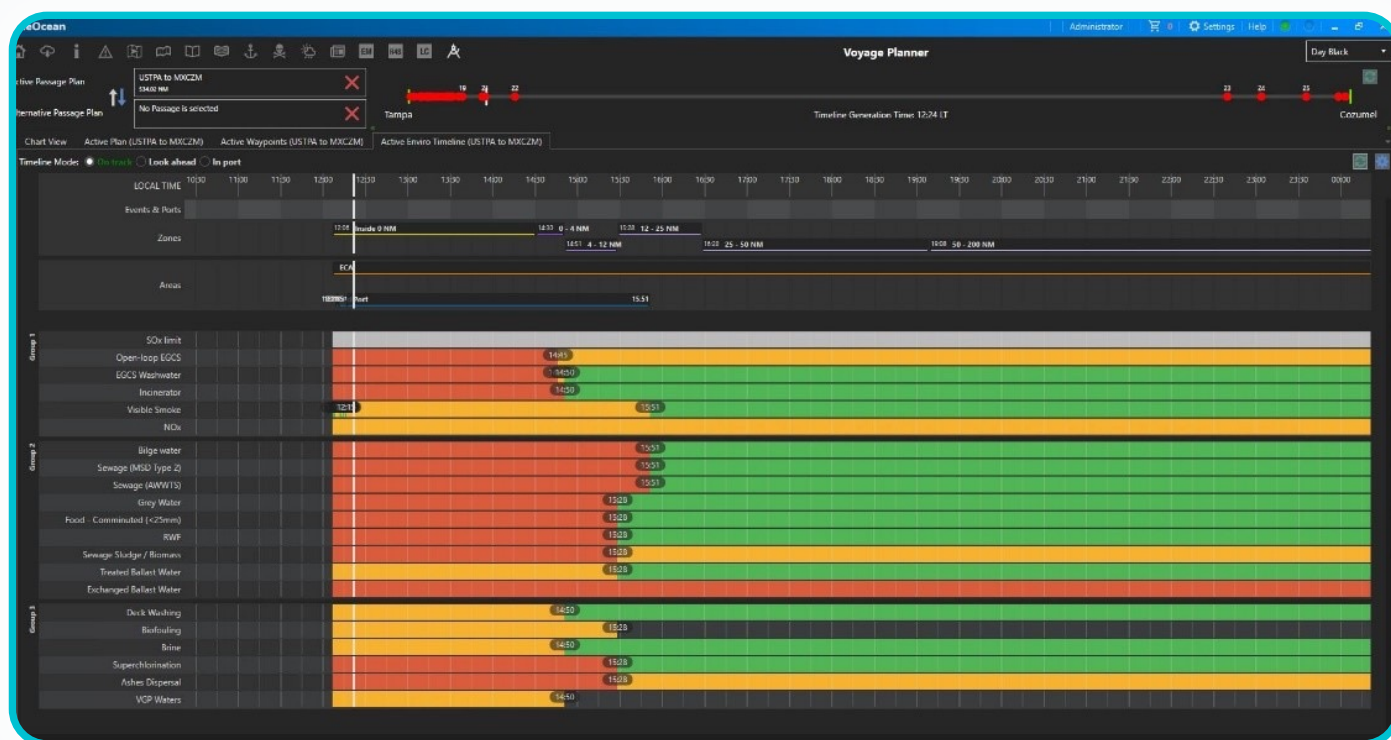 eOcean
Administrator 0 Settings Help
EM LC
Voyage Planner
Day Black
ctive Passage Plan
USTPA to MXCZM
534.02 NM
lternative Passage Plan
No Passage is selected
19 21 22 23 24 25
Tampa
Timeline Generation Time: 12:24 LT
Cozumel
Chart View Active Plan (USTPA to MXCZM) Active Waypoints (USTPA to MXCZM) Active Enviro Timeline (USTPA to MXCZM)
Timeline Mode: On track Look ahead In port
LOCAL TIME 10:30 11:00 11:30 12:00 12:30 13:00 13:30 14:00 14:30 15:00 15:30 16:00 16:30 17:00 17:30 18:00 18:30 19:00 19:30 20:00 20:30 21:00 21:30 22:00 22:30 23:00 23:30 00:00
Events & Ports
Zones
12:06 Inside 0 NM 14:33 0 - 4 NM 15:28 12 - 25 NM
14:51 4 - 12 NM 16:28 25 - 50 NM 19:08 50 - 200 NM
Areas
ECA
Port 15:51
Group 1
SOx limit
Open-loop EGCS 14:45
EGCS Washwater 14:50
Incinerator 14:50
Visible Smoke 12:15 15:51
NOx
Group 2
Bilge water 15:51
Sewage (MSD Type 2) 15:51
Sewage (AWWTS) 15:51
Grey Water 15:28
Food - Comminuted (<25mm) 15:28
RWF 15:28
Sewage Sludge / Biomass 15:28
Treated Ballast Water 15:28
Exchanged Ballast Water
Group 3
Deck Washing 14:50
Biofouling 15:28
Brine 14:50
Superchlorination 15:28
Ashes Dispersal 15:28
VGP Waters 14:50